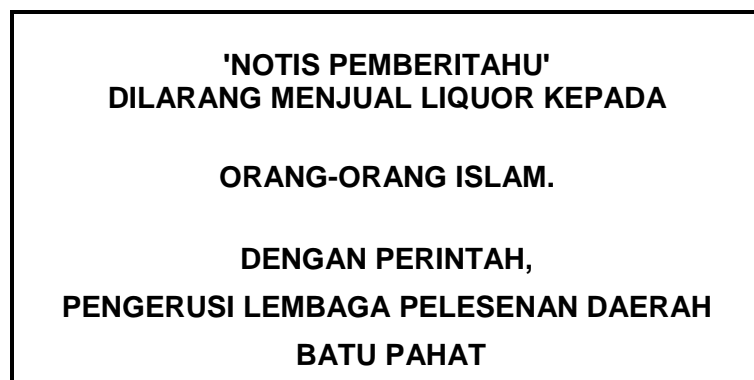 'NOTIS PEMBERITAHU'
DILARANG MENJUAL LIQUOR KEPADA
ORANG-ORANG ISLAM.
DENGAN PERINTAH,
PENGERUSI LEMBAGA PELESENAN DAERAH
BATU PAHAT